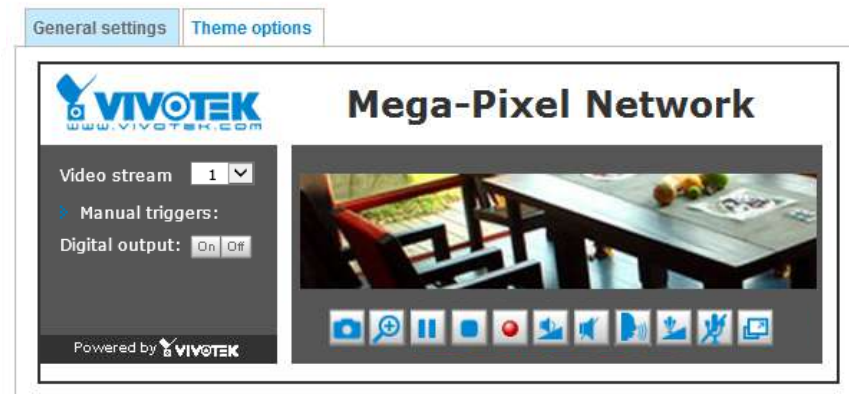 General settings
Theme options
VIVOTEK
www.vivotek.com
Mega-Pixel Network
Video stream 1
Manual triggers:
Digital output: On Off
Powered by VIVOTEK